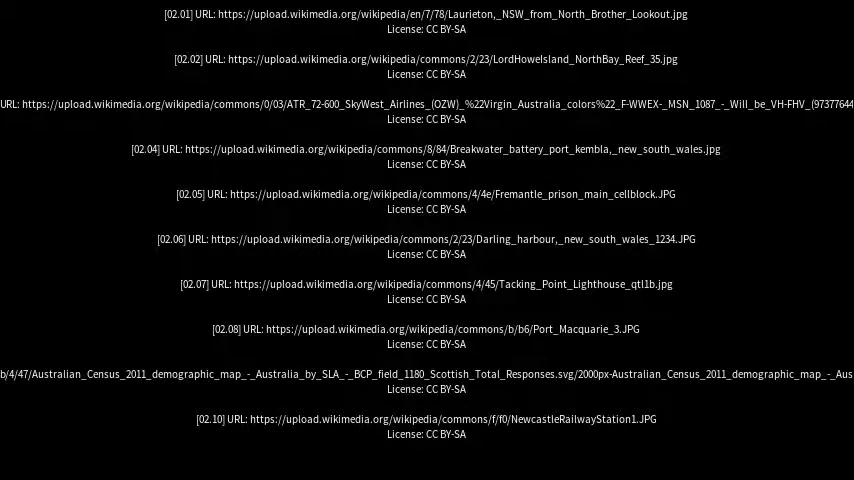 [02.01] URL: https://upload.wikimedia.org/wikipedia/en/7/78/Laurieton,_NSW_from_North_Brother_Lookout.jpg
License: CC BY-SA
[02.02] URL: https://upload.wikimedia.org/wikipedia/commons/2/23/LordHoweIsland_NorthBay_Reef_35.jpg
License: CC BY-SA
URL: https://upload.wikimedia.org/wikipedia/commons/0/03/ATR_72-600_SkyWest_Airlines_(OZW)_%22Virgin_Australia_colors%22_F-WWEX-_MSN_1087_-_Will_be_VH-FHV_(97377644
License: CC BY-SA
[02.04] URL: https://upload.wikimedia.org/wikipedia/commons/8/84/Breakwater_battery_port_kembla,_new_south_wales.jpg
License: CC BY-SA
[02.05] URL: https://upload.wikimedia.org/wikipedia/commons/4/4e/Fremantle_prison_main_cellblock.JPG
License: CC BY-SA
[02.06] URL: https://upload.wikimedia.org/wikipedia/commons/2/23/Darling_harbour,_new_south_wales_1234.JPG
License: CC BY-SA
[02.07] URL: https://upload.wikimedia.org/wikipedia/commons/4/45/Tacking_Point_Lighthouse_qtl1b.jpg
License: CC BY-SA
[02.08] URL: https://upload.wikimedia.org/wikipedia/commons/b/b6/Port_Macquarie_3.JPG
License: CC BY-SA
b/4/47/Australian_Census_2011_demographic_map_-_Australia_by_SLA_-_BCP_field_1180_Scottish_Total_Responses.svg/2000px-Australian_Census_2011_demographic_map_-_Aus
License: CC BY-SA
[02.10] URL: https://upload.wikimedia.org/wikipedia/commons/f/f0/NewcastleRailwayStation1.JPG
License: CC BY-SA